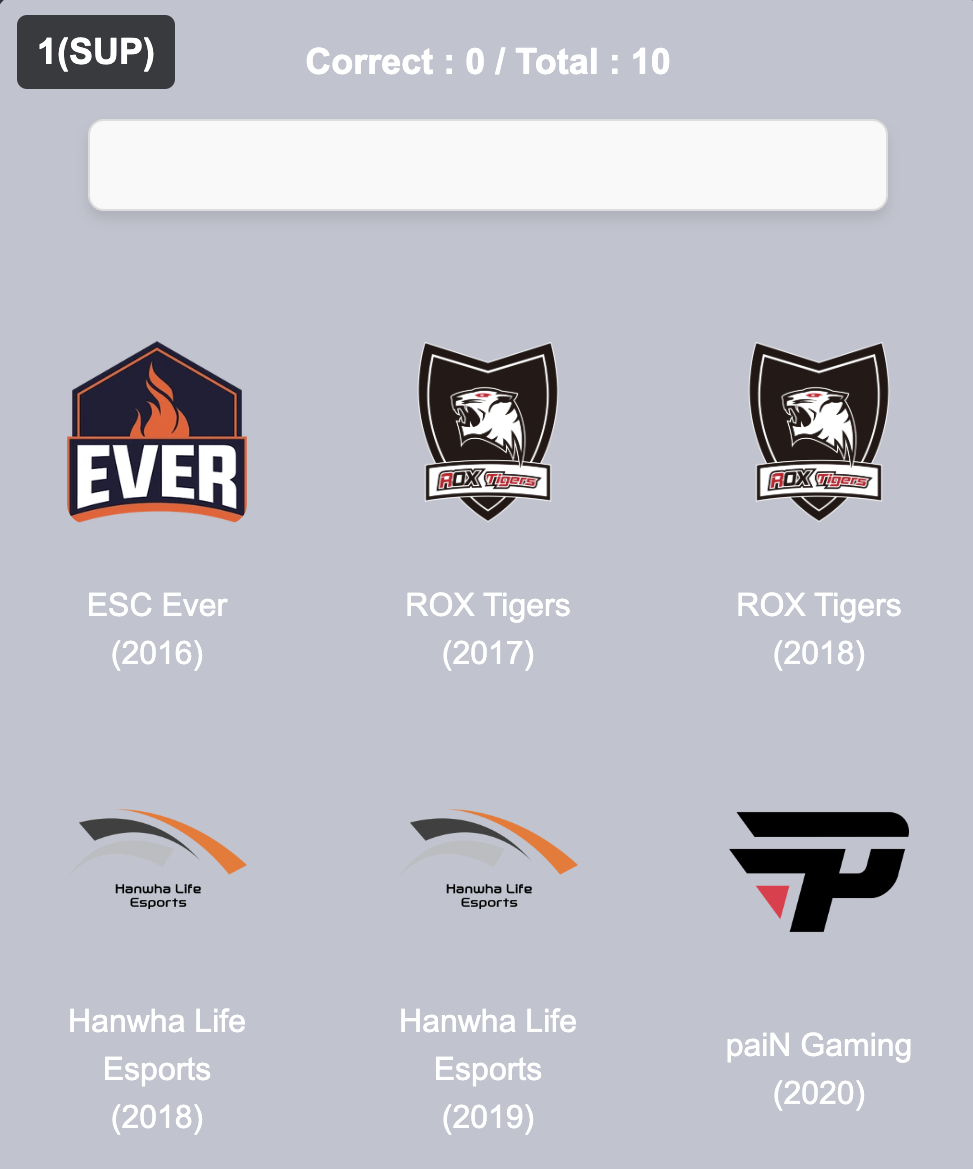 1(SUP)
Correct : 0 / Total : 10
EVER
ROX Tigers
ROX Tigers
ESC Ever
(2016)
ROX Tigers
(2017)
ROX Tigers
(2018)
Hanwha Life
Esports
Hanwha Life
Esports
Hanwha Life
Esports
(2018)
Hanwha Life
Esports
(2019)
paiN Gaming
(2020)